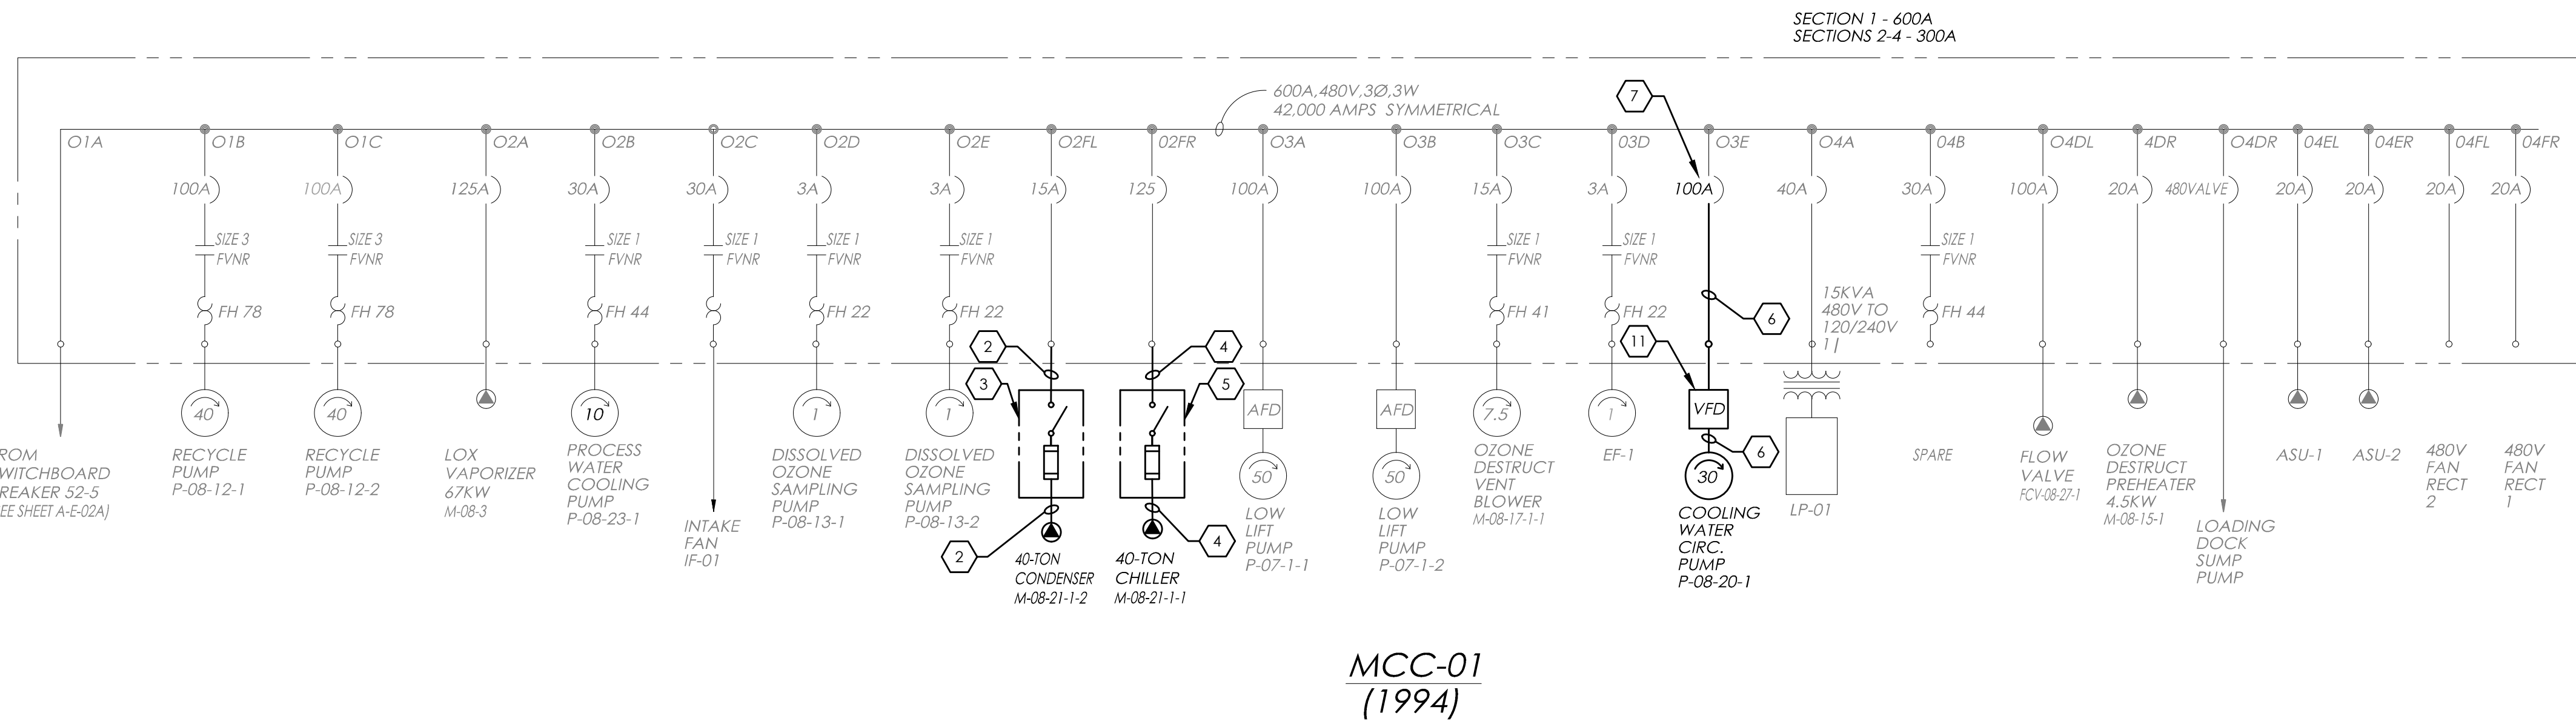 SECTION 1 - 600A
SECTIONS 2-4 - 300A
600A,480V,3Ø,3W
42,000 AMPS SYMMETRICAL
7
O1A
O1B
O1C
O2A
O2B
O2C
O2D
O2E
O2FL
02FR
O3A
O3B
O3C
03D
O3E
O4A
04B
O4DL
4DR
O4DR
04EL
04ER
04FL
04FR
100A
100A
125A
30A
30A
3A
3A
15A
125
100A
100A
15A
3A
100A
40A
30A
100A
20A
480VALVE
20A
20A
20A
20A
SIZE 3
FVNR
SIZE 3
FVNR
SIZE 1
FVNR
SIZE 1
FVNR
SIZE 1
FVNR
SIZE 1
FVNR
SIZE 1
FVNR
SIZE 1
FVNR
SIZE 1
FVNR
FH 78
FH 78
FH 44
FH 22
FH 22
FH 41
FH 22
FH 44
15KVA
480V TO
120/240V
1 |
6
11
2
4
3
5
40
40
10
1
1
AFD
AFD
7.5
1
VFD
6
50
50
30
ROM
WITCHBOARD
REAKER 52-5
EE SHEET A-E-02A)
RECYCLE
PUMP
P-08-12-1
RECYCLE
PUMP
P-08-12-2
LOX
VAPORIZER
67KW
M-08-3
PROCESS
WATER
COOLING
PUMP
P-08-23-1
INTAKE
FAN
IF-01
DISSOLVED
OZONE
SAMPLING
PUMP
P-08-13-1
DISSOLVED
OZONE
SAMPLING
PUMP
P-08-13-2
2
4
40-TON
CONDENSER
M-08-21-1-2
40-TON
CHILLER
M-08-21-1-1
LOW
LIFT
PUMP
P-07-1-1
LOW
LIFT
PUMP
P-07-1-2
OZONE
DESTRUCT
VENT
BLOWER
M-08-17-1-1
EF-1
COOLING
WATER
CIRC.
PUMP
P-08-20-1
LP-01
SPARE
FLOW
VALVE
FCV-08-27-1
OZONE
DESTRUCT
PREHEATER
4.5KW
M-08-15-1
LOADING
DOCK
SUMP
PUMP
ASU-1
ASU-2
480V
FAN
RECT
2
480V
FAN
RECT
1
MCC-01
(1994)